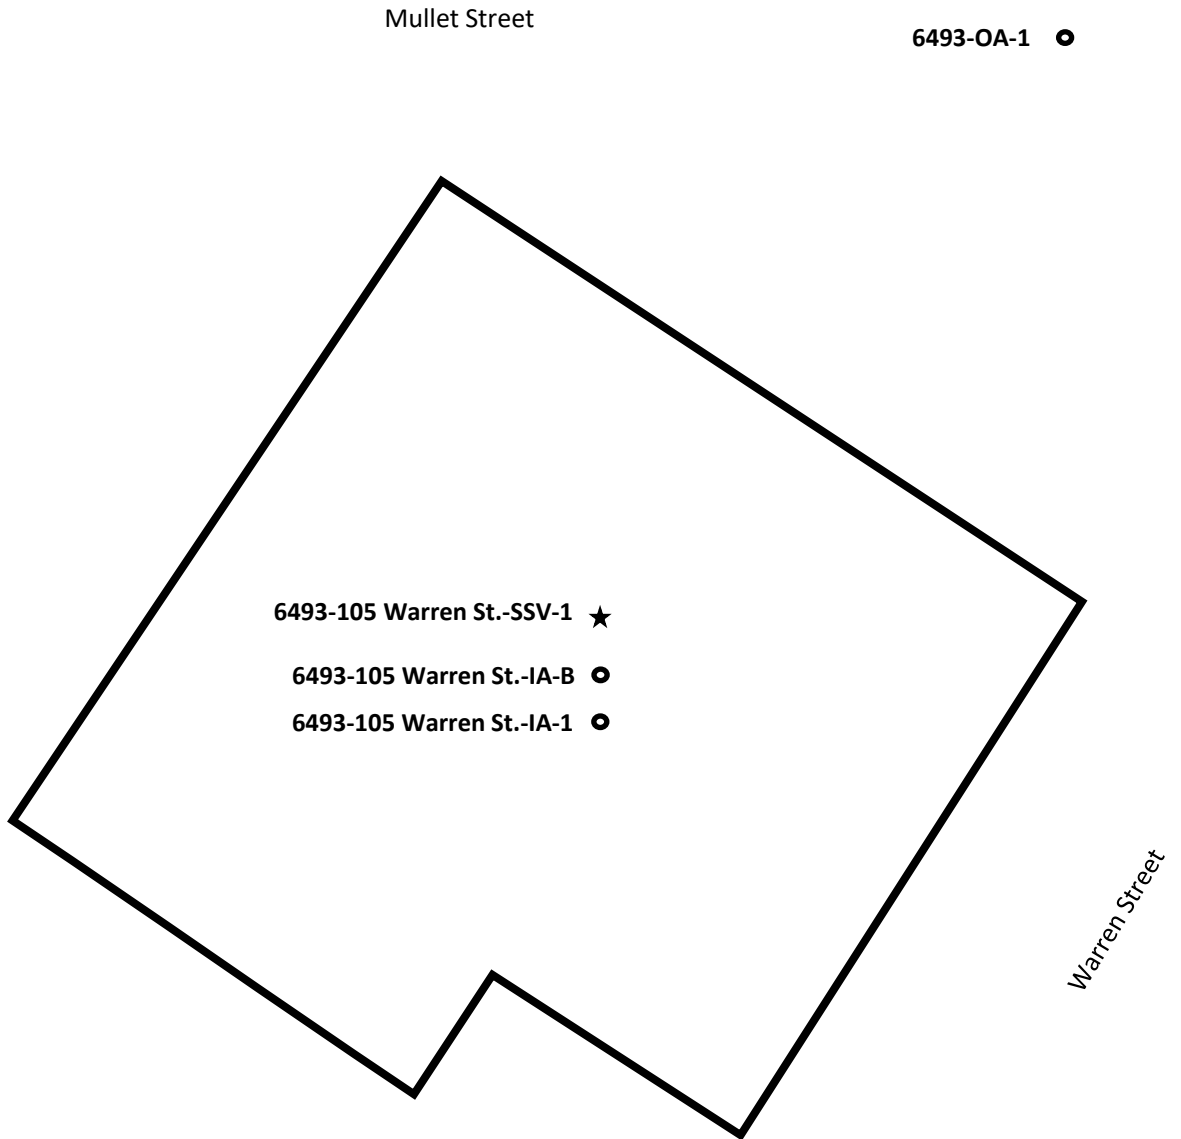 Mullet Street
6493-OA-1
6493-105 Warren St.-SSV-1
6493-105 Warren St.-IA-B
6493-105 Warren St.-IA-1
Warren Street